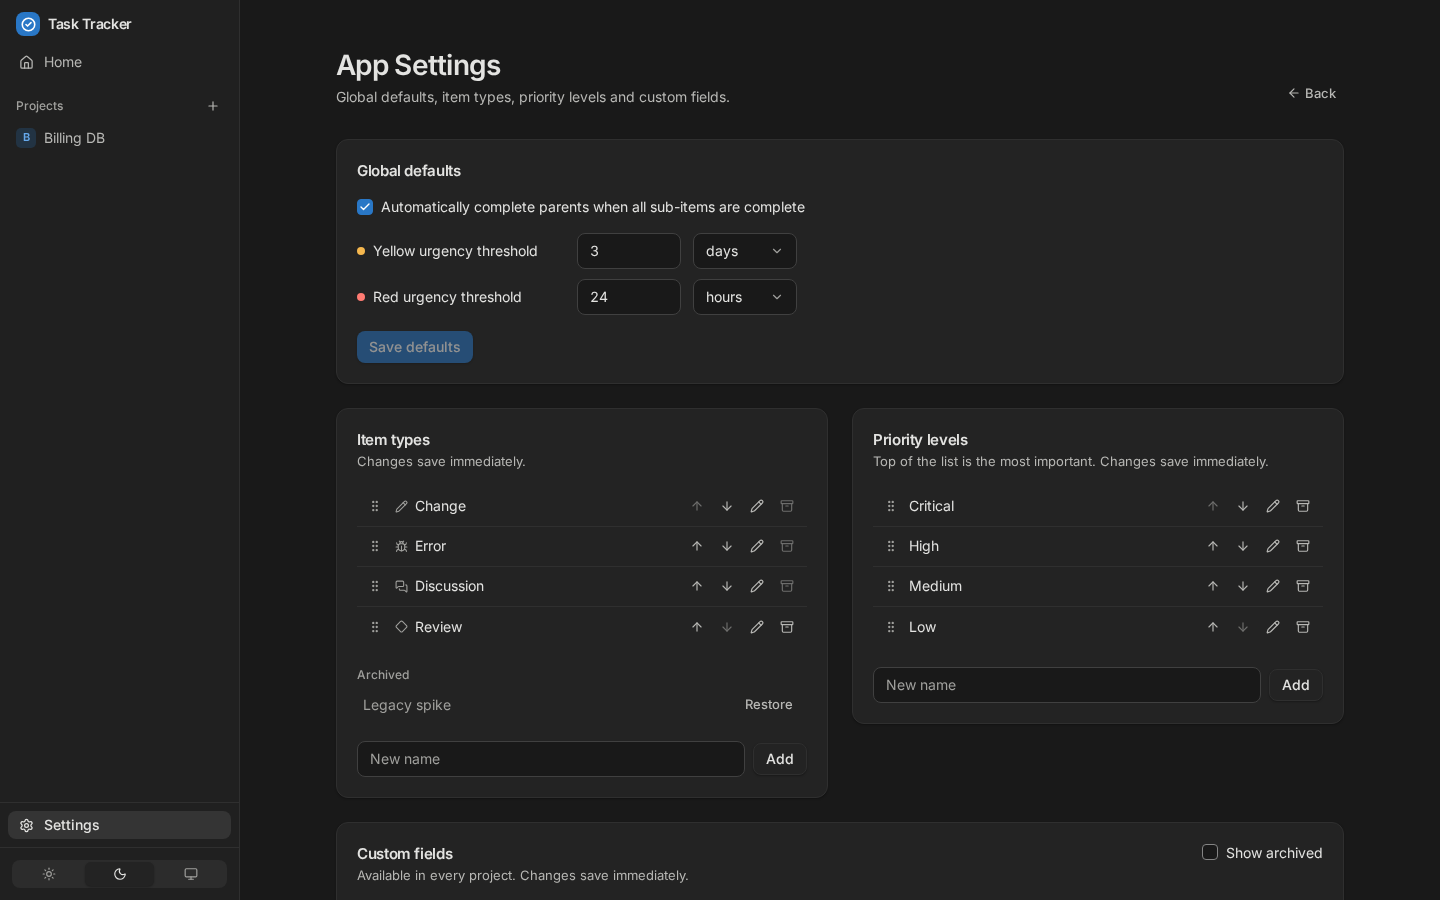 Task Tracker
Home
Projects
B Billing DB
Settings
App Settings
Global defaults, item types, priority levels and custom fields.
Back
Global defaults
Automatically complete parents when all sub-items are complete
Yellow urgency threshold 3 days
Red urgency threshold 24 hours
Save defaults
Item types
Changes save immediately.
Change
Error
Discussion
Review
Archived
Legacy spike Restore
New name Add
Priority levels
Top of the list is the most important. Changes save immediately.
Critical
High
Medium
Low
New name Add
Custom fields
Available in every project. Changes save immediately.
Show archived